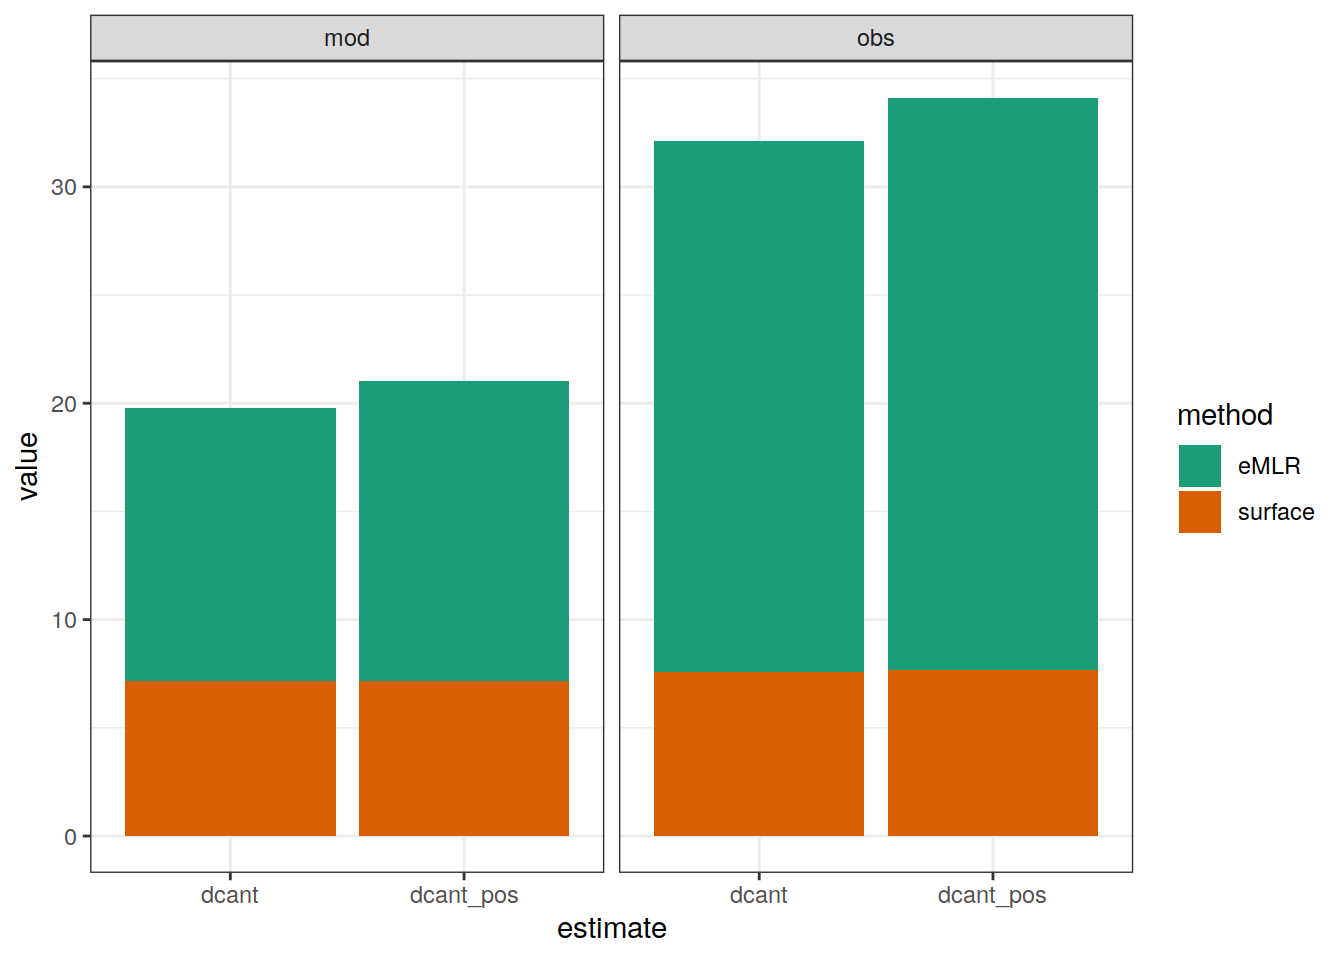 mod
obs
value
30
20
10
0
dcant
dcant_pos
dcant
dcant_pos
estimate
method
eMLR
surface